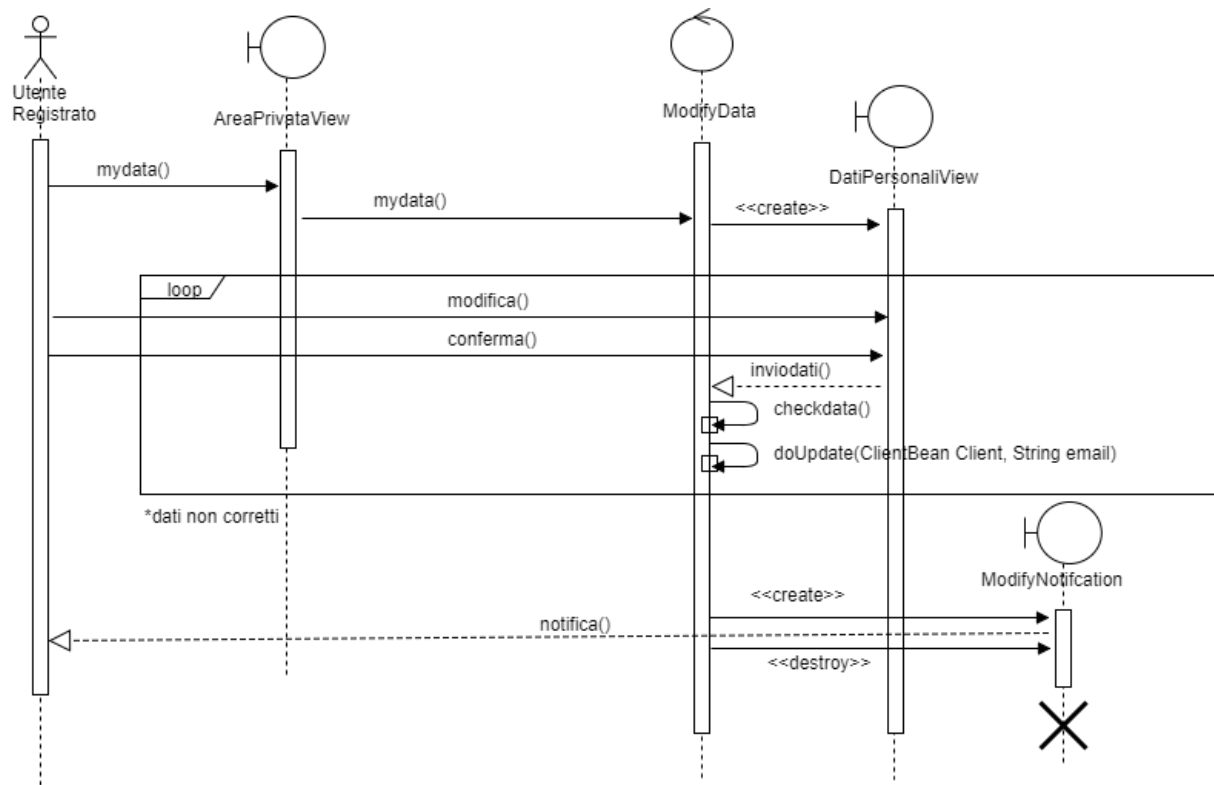 Utente
Registrato
AreaPrivataView
ModifyData
DatiPersonaliView
mydata()
mydata()
<<create>>
loop
modifica()
conferma()
inviodati()
checkdata()
doUpdate(ClientBean Client, String email)
*dati non corretti
ModifyNotifcation
<<create>>
notifica()
<<destroy>>